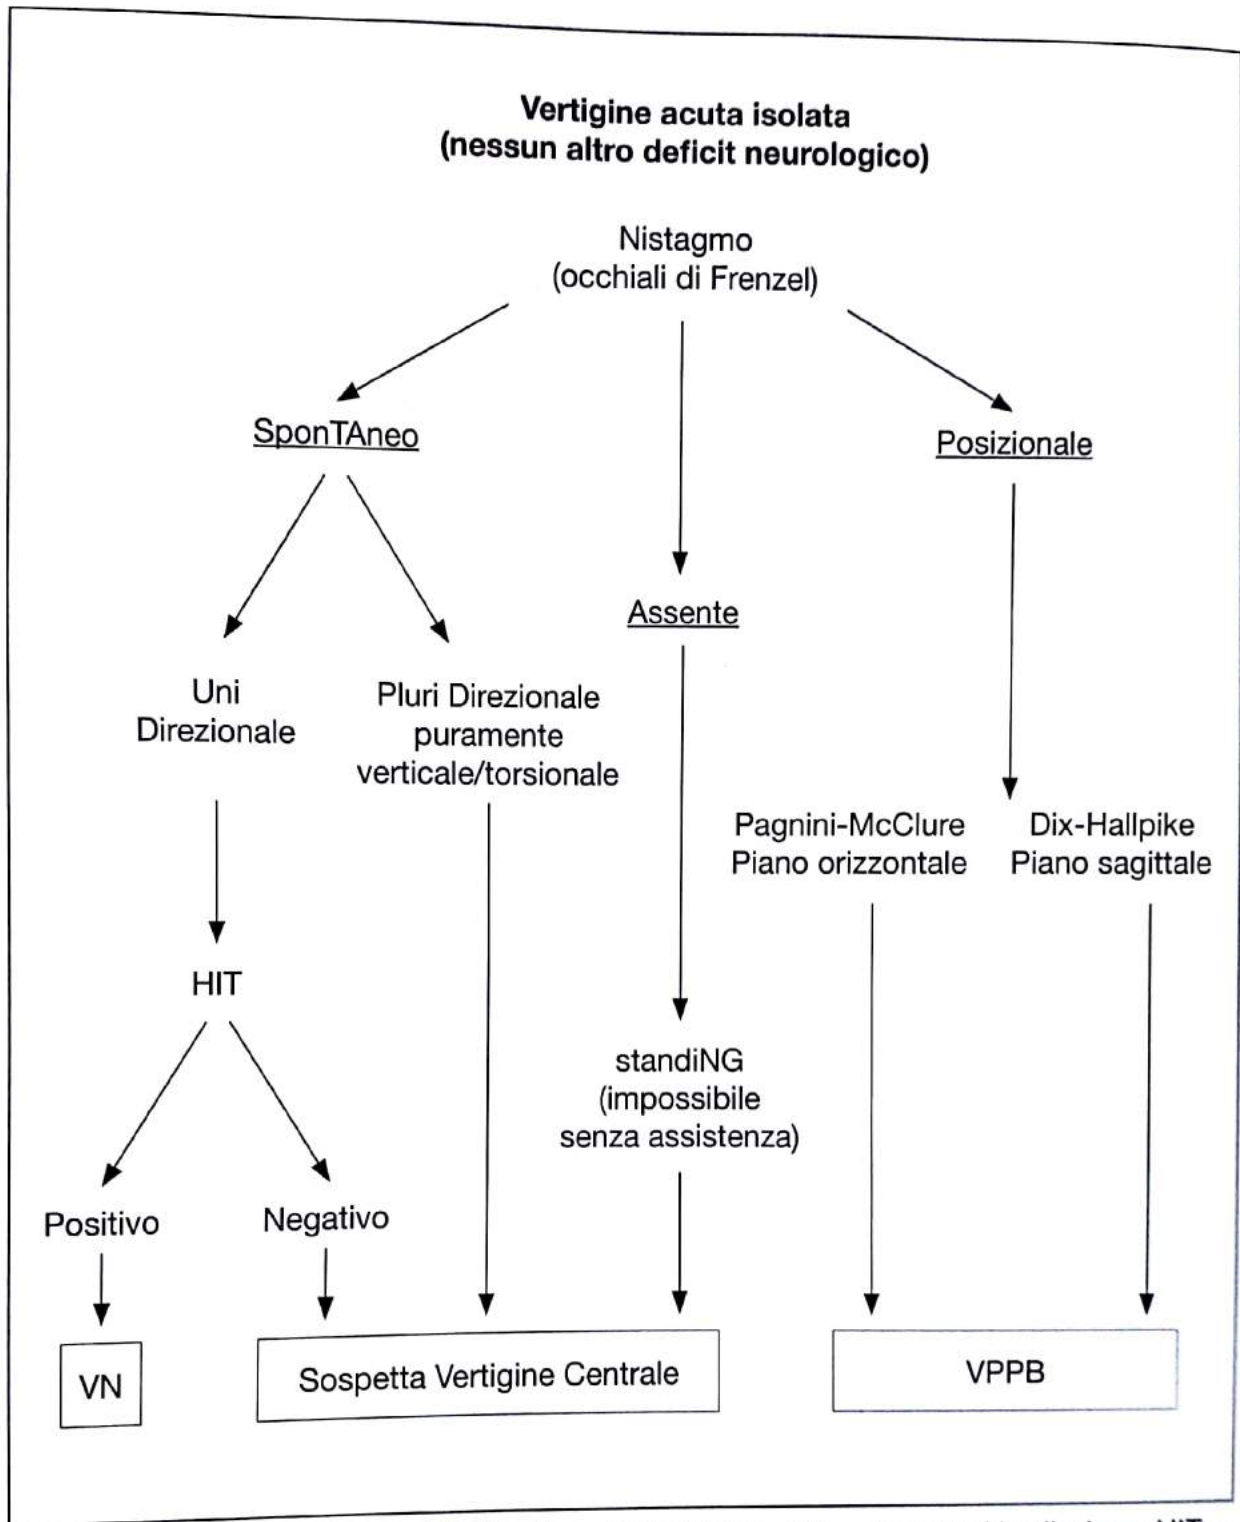 Vertigine acuta isolata
(nessun altro deficit neurologico)
Nistagmo
(occhiali di Frenzel)
SponTAneo
Posizionale
Assente
Uni
Direzionale
Pluri Direzionale
puramente
verticale/torsionale
Pagnini-McClure
Piano orizzontale
Dix-Hallpike
Piano sagittale
HIT
standiNG
(impossibile
senza assistenza)
Positivo
Negativo
VN
Sospetta Vertigine Centrale
VPPB
HIT